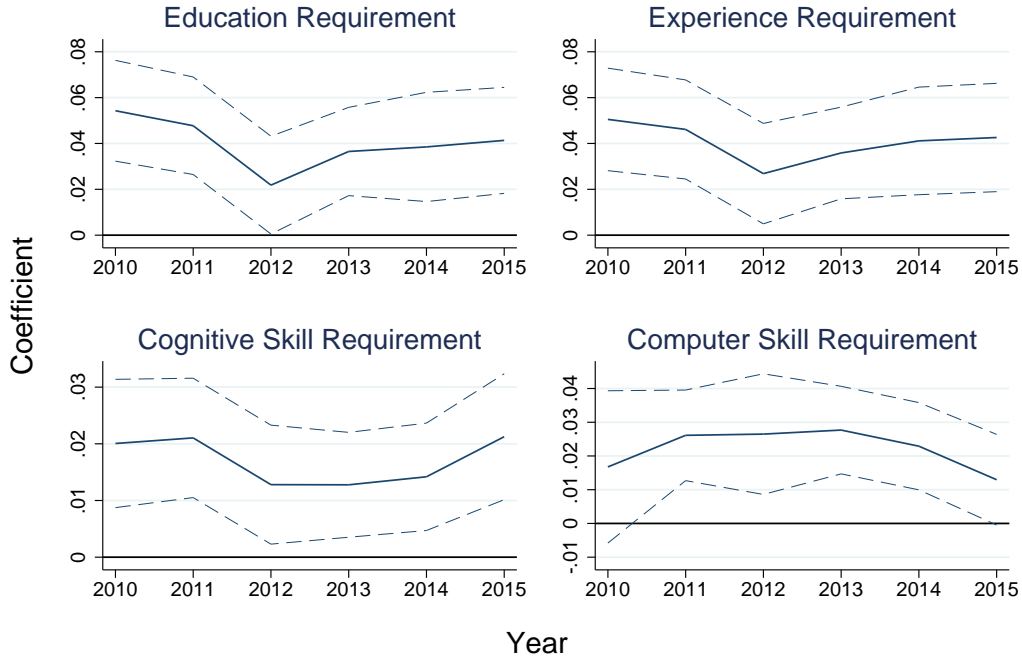 Education Requirement
.08
.06
.04
.02
0
2010 2011 2012 2013 2014 2015
Experience Requirement
.08
.06
.04
.02
0
2010 2011 2012 2013 2014 2015
Coefficient
Cognitive Skill Requirement
.03
.02
.01
0
2010 2011 2012 2013 2014 2015
Computer Skill Requirement
.04
.03
.02
.01
0
-.01
2010 2011 2012 2013 2014 2015
Year